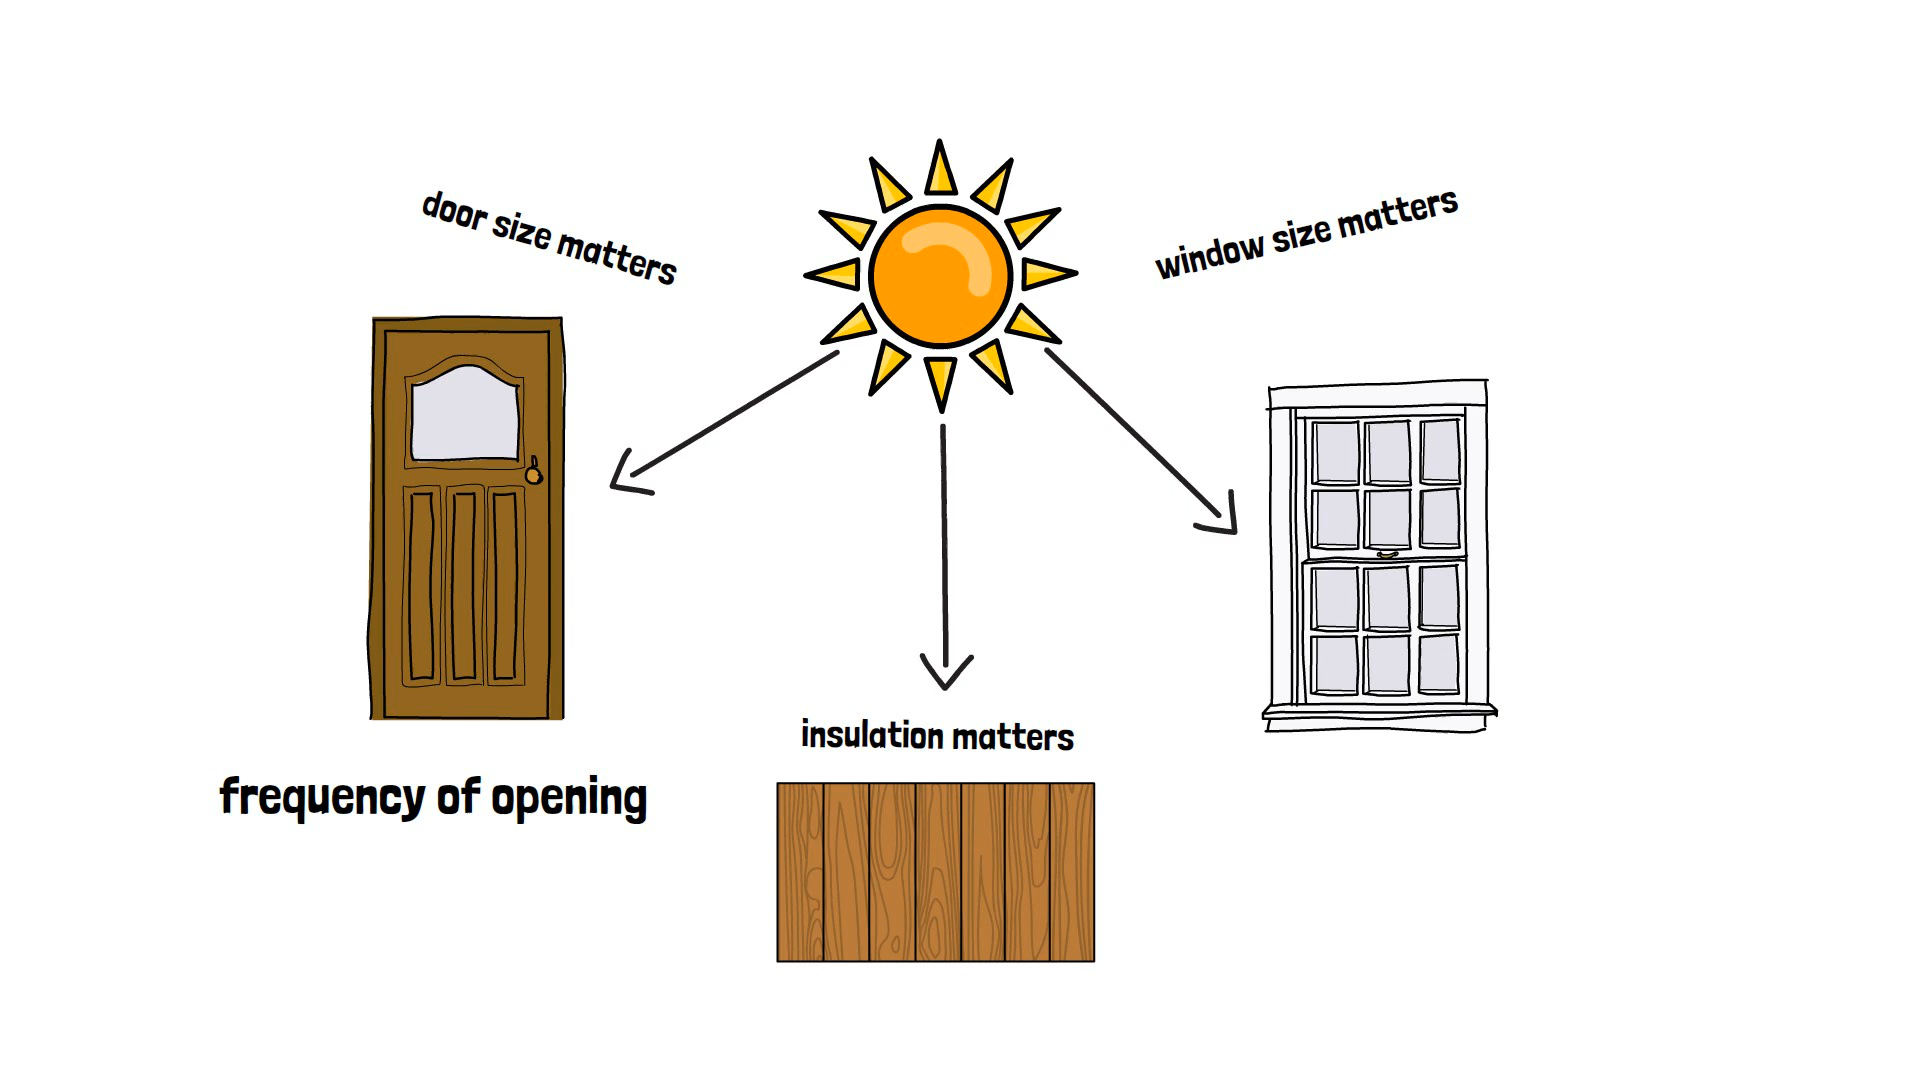 door size matters
window size matters
insulation matters
frequency of opening